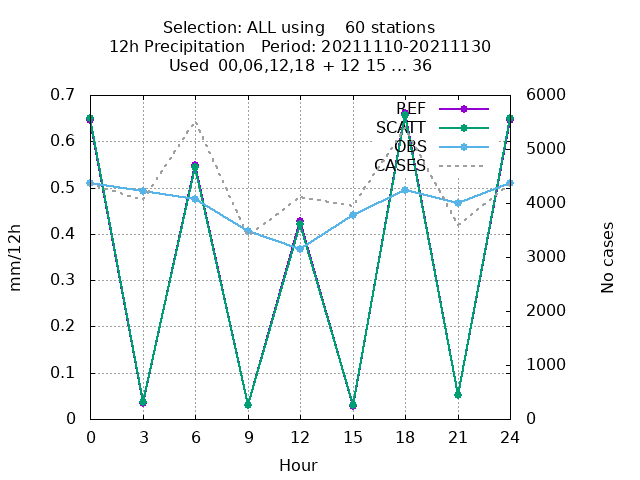 Selection: ALL using 60 stations
12h Precipitation Period: 20211110-20211130
Used 00,06,12,18 + 12 15 ... 36
0.7
0.6
0.5
0.4
0.3
0.2
0.1
0
mm/12h
6000
5000
4000
3000
2000
1000
0
No cases
REF
SCATT
OBS
CASES
0 3 6 9 12 15 18 21 24
Hour